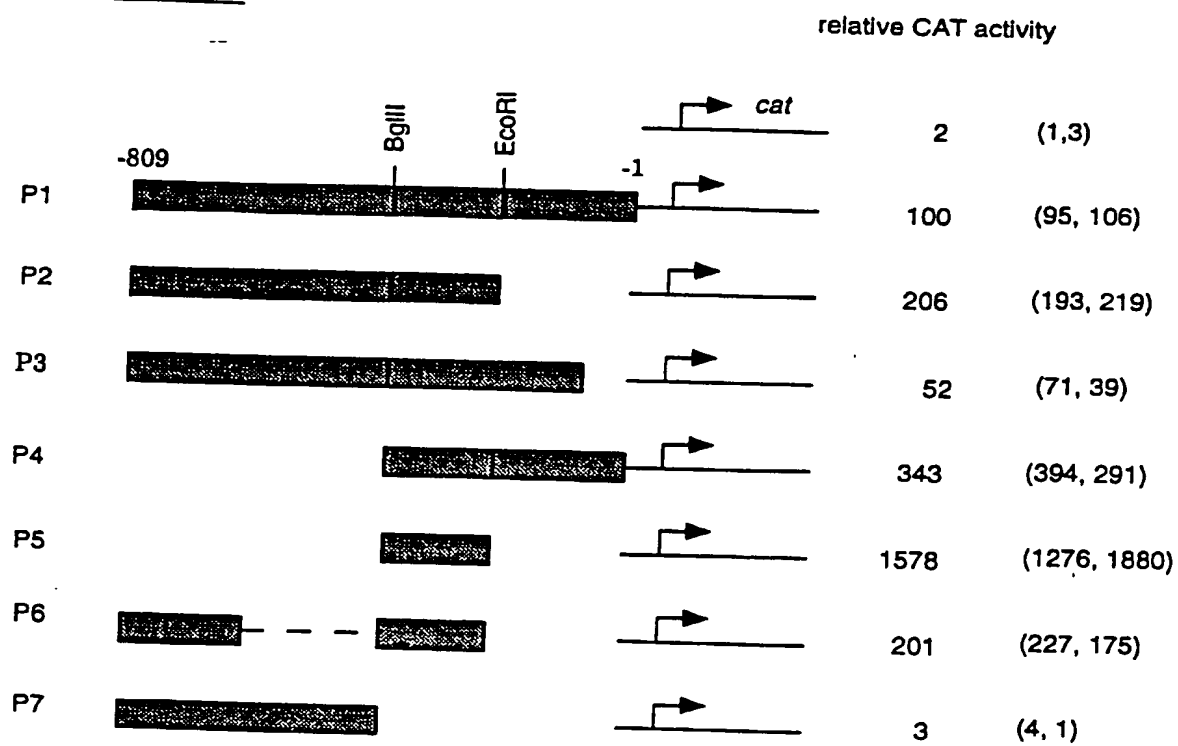 relative CAT activity
cat 2 (1,3)
BglII EcoRI
-809 -1
P1 100 (95, 106)
P2 206 (193, 219)
P3 52 (71, 39)
P4 343 (394, 291)
P5 1578 (1276, 1880)
P6 201 (227, 175)
P7 3 (4, 1)